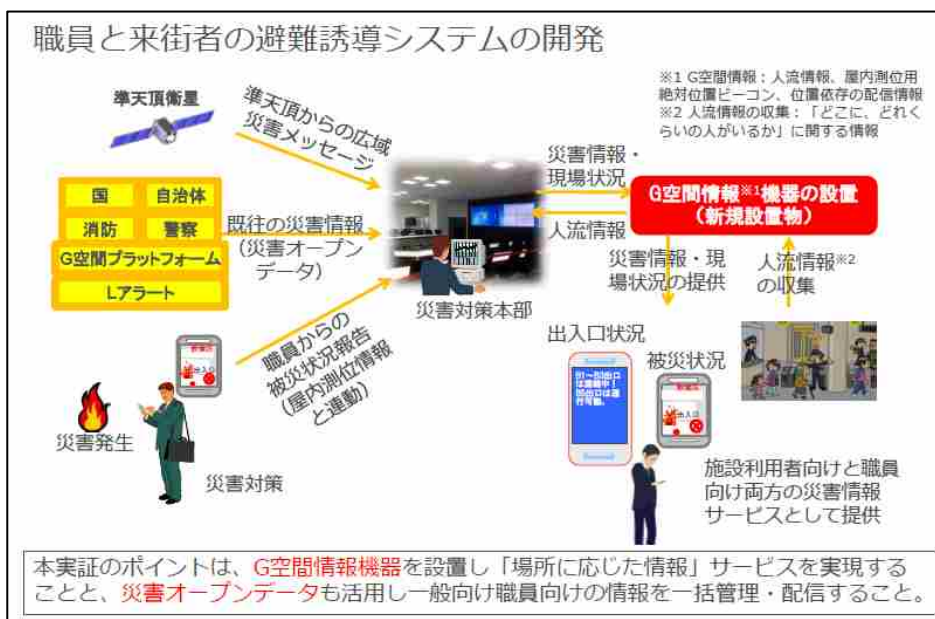 職員と来街者の避難誘導システムの開発
※1 G空間情報：人流情報、屋内測位用
絶対位置ビーコン、位置依存の配信情報
※2 人流情報の収集：「どこに、どれく
らいの人がいるか」に関する情報
準天頂衛星
準天頂からの広域
災害メッセージ
国
自治体
消防
警察
G空間プラットフォーム
Lアラート
既往の災害情報
(災害オープン
データ)
災害対策本部
災害情報・
現場状況
人流情報
G空間情報※1機器の設置
（新規設置物）
災害情報・現
場状況の提供
人流情報※2
の収集
職員からの
被災状況報告
(屋内測位情報
と連動)
出入口
災害発生
災害対策
出入口状況
被災状況
出入口
施設利用者向けと職員
向け両方の災害情報
サービスとして提供
本実証のポイントは、G空間情報機器を設置し「場所に応じた情報」サービスを実現する
ことと、災害オープンデータも活用し一般向け職員向けの情報を一括管理・配信すること。